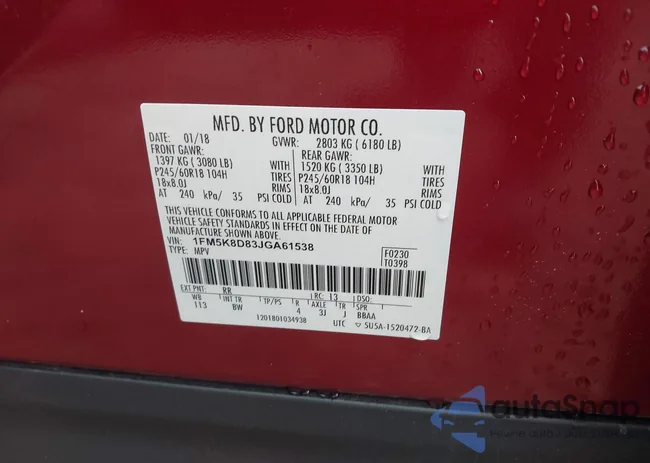 MFD. BY FORD MOTOR CO.
DATE: 01/18 GVWR: 2803 KG ( 6180 LB)
FRONT GAWR: REAR GAWR:
1397 KG ( 3080 LB) WITH 1520 KG ( 3350 LB) WITH
P245/60R18 104H TIRES P245/60R18 104H TIRES
18x8.0J RIMS 18x8.0J RIMS
AT 240 kPa/ 35 PSI COLD AT 240 kPa/ 35 PSI COLD
THIS VEHICLE CONFORMS TO ALL APPLICABLE FEDERAL MOTOR
VEHICLE SAFETY STANDARDS IN EFFECT ON THE DATE OF
MANUFACTURE SHOWN ABOVE.
VIN: 1FM5K8D83JGA61538 F0230
TYPE: MPV T0398
EXT PNT: RR RC: 13 DSO:
WB INT TR TP/PS R AXLE TR SPR
113 BW 4 3J J BBAA
1201801034938 UTC ▽ 5U5A-1520472-BA
autoSnap